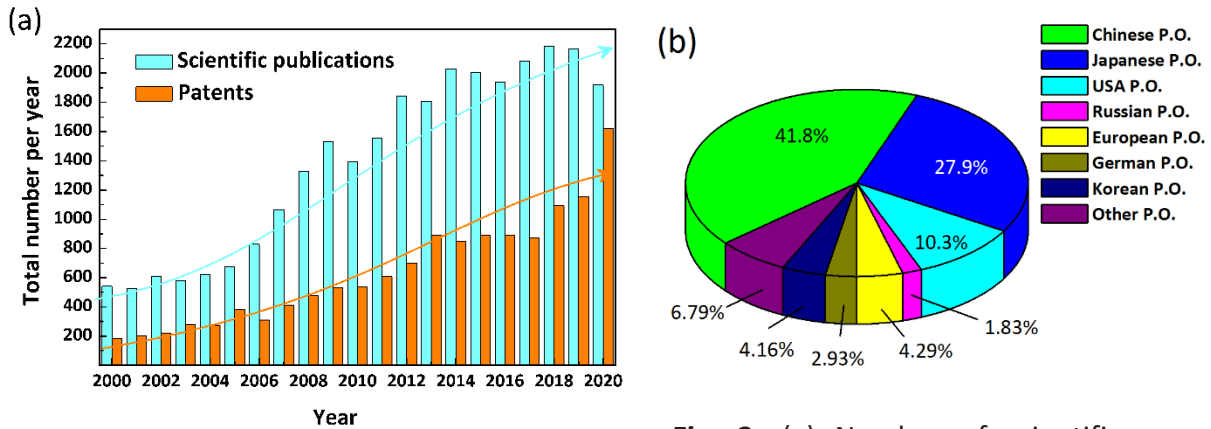 (a)
Total number per year
2200
2000
1800
1600
1400
1200
1000
800
600
400
200
Scientific publications
Patents
2000 2002 2004 2006 2008 2010 2012 2014 2016 2018 2020
Year
(b)
Chinese P.O.
Japanese P.O.
USA P.O.
Russian P.O.
European P.O.
German P.O.
Korean P.O.
Other P.O.
41.8%
27.9%
10.3%
6.79%
4.16%
2.93%
4.29%
1.83%